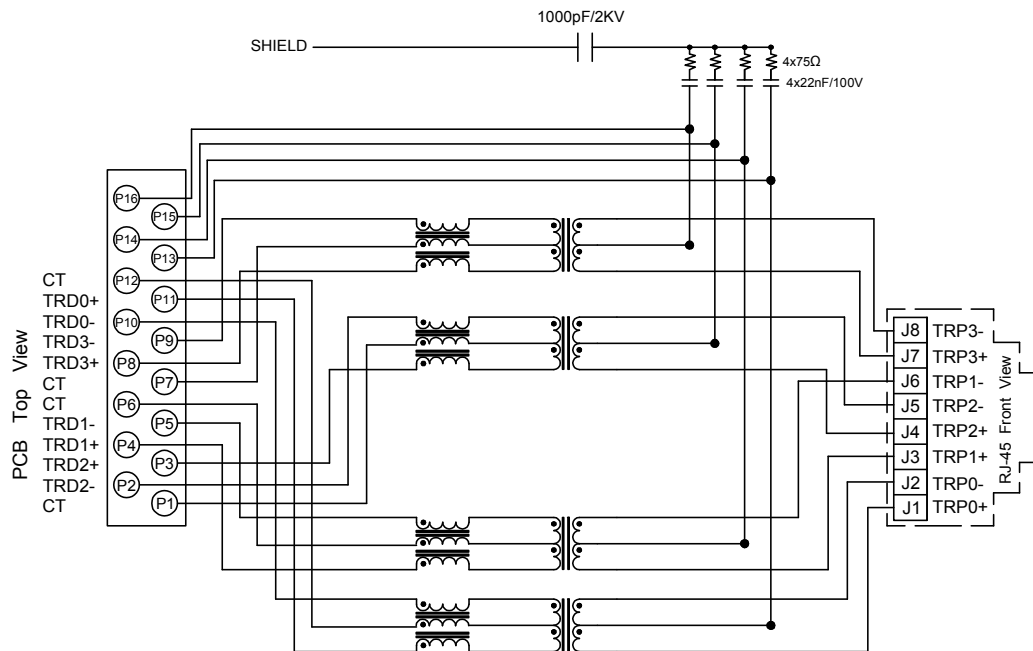 1000pF/2KV
SHIELD
4x75Ω
4x22nF/100V
P16
P15
P14
P13
CT
P12
TRD0+
P11
TRD0-
P10
TRD3-
P9
TRD3+
P8
CT
P7
CT
P6
TRD1-
P5
TRD1+
P4
TRD2+
P3
TRD2-
P2
CT
P1
PCB Top View
J8 TRP3-
J7 TRP3+
J6 TRP1-
J5 TRP2-
J4 TRP2+
J3 TRP1+
J2 TRP0-
J1 TRP0+
RJ-45 Front View